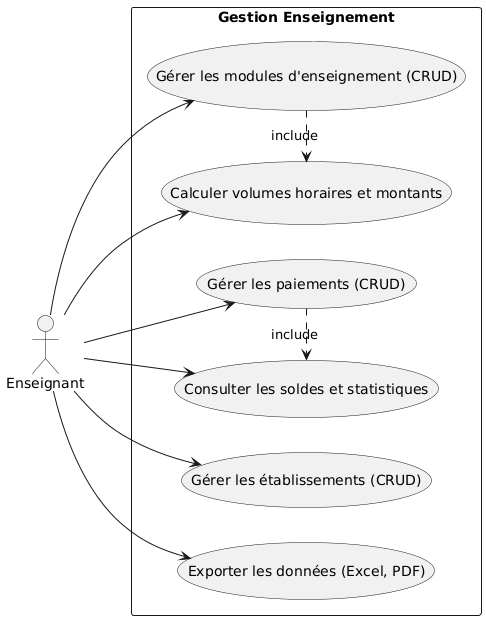 Gestion Enseignement
Gérer les modules d'enseignement (CRUD)
include
Calculer volumes horaires et montants
Gérer les paiements (CRUD)
include
Enseignant
Consulter les soldes et statistiques
Gérer les établissements (CRUD)
Exporter les données (Excel, PDF)